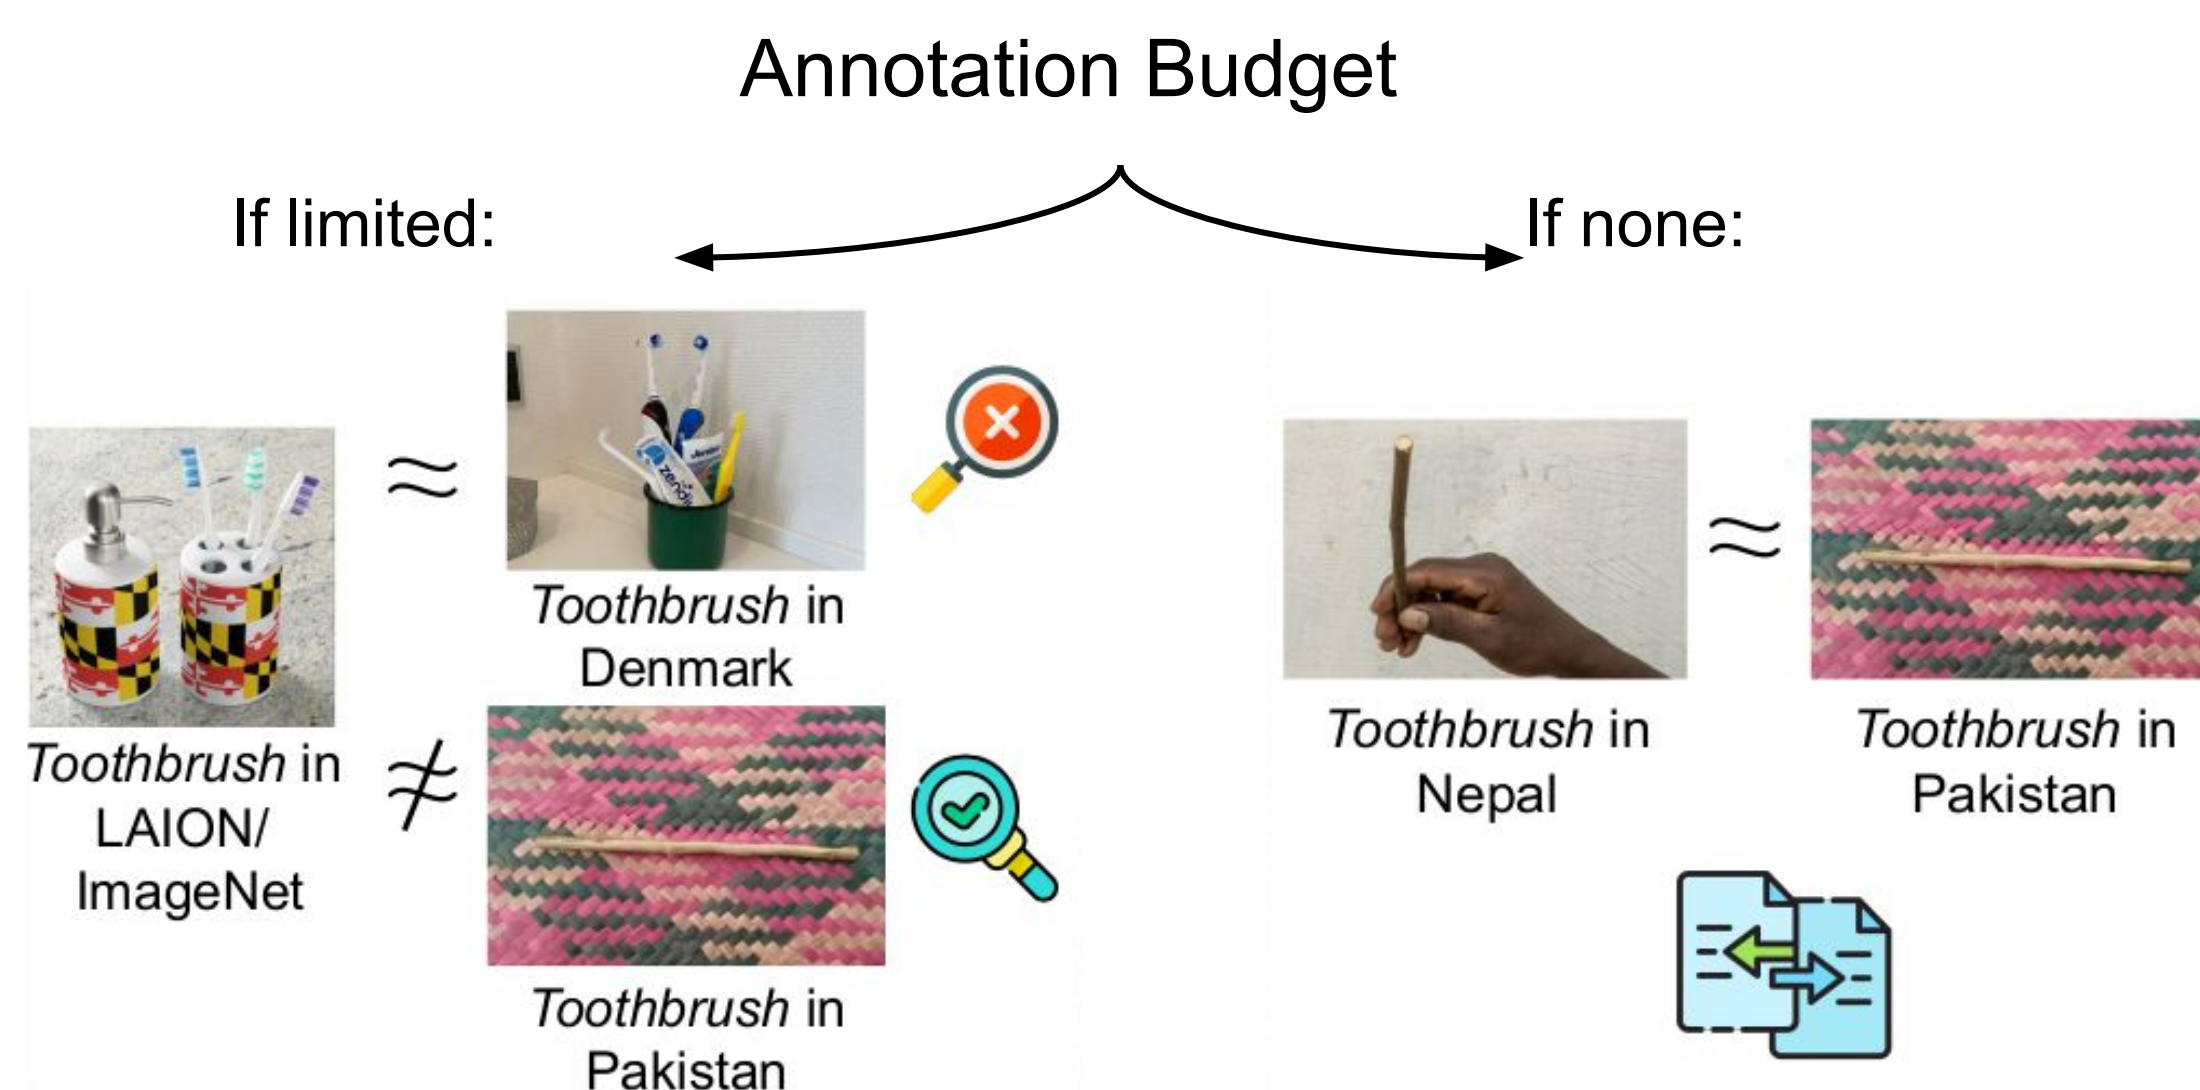 Annotation Budget
If limited:
If none:
zendi
Toothbrush in
Denmark
Toothbrush in
LAION/
ImageNet
Toothbrush in
Pakistan
Toothbrush in
Nepal
Toothbrush in
Pakistan